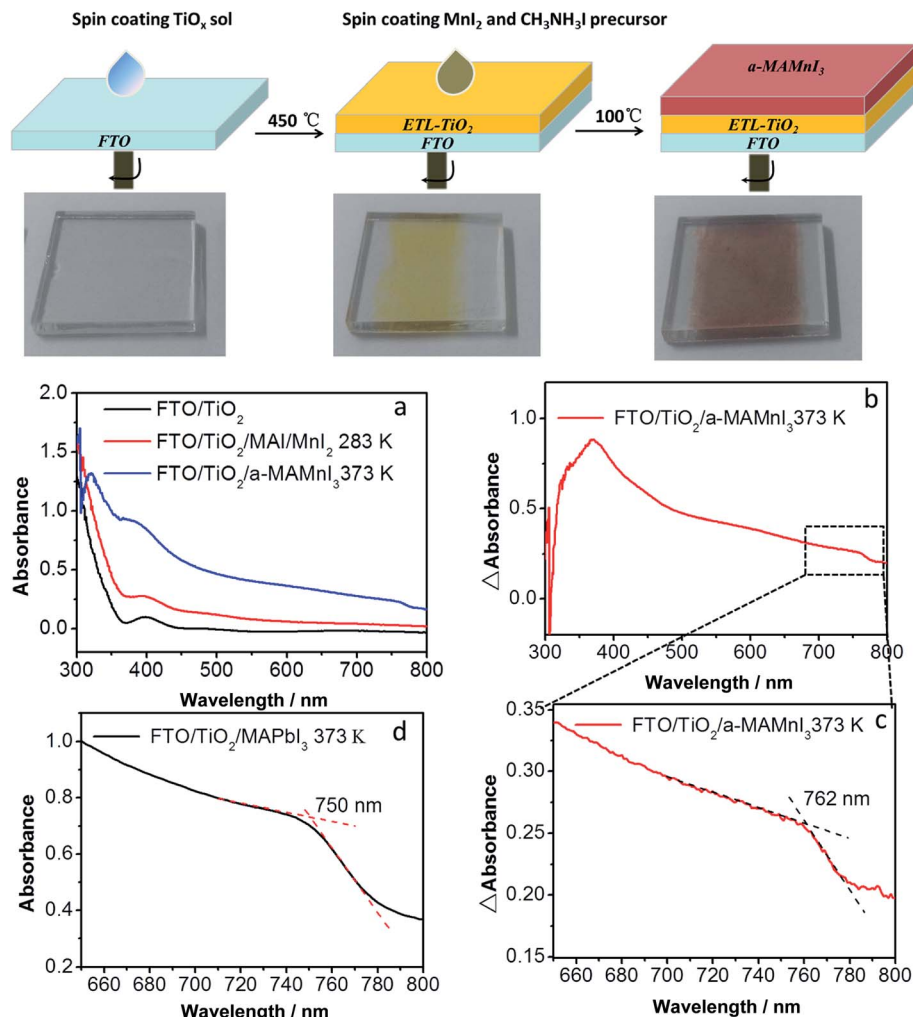 Spin coating TiOₓ sol
Spin coating MnI₂ and CH₃NH₃I precursor
FTO
450 ℃
ETL-TiO₂
FTO
100℃
a-MAMnI₃
ETL-TiO₂
FTO
a
FTO/TiO₂
FTO/TiO₂/MAI/MnI₂ 283 K
FTO/TiO₂/a-MAMnI₃373 K
2.0
1.5
1.0
0.5
0.0
Absorbance
300 400 500 600 700 800
Wavelength / nm
b
FTO/TiO₂/a-MAMnI₃373 K
1.0
0.5
0.0
△Absorbance
300 400 500 600 700 800
Wavelength / nm
d
FTO/TiO₂/MAPbI₃ 373 K
750 nm
1.0
0.8
0.6
0.4
0.2
Absorbance
660 680 700 720 740 760 780 800
Wavelength / nm
c
FTO/TiO₂/a-MAMnI₃373 K
762 nm
0.35
0.30
0.25
0.20
0.15
△Absorbance
660 680 700 720 740 760 780 800
Wavelength / nm